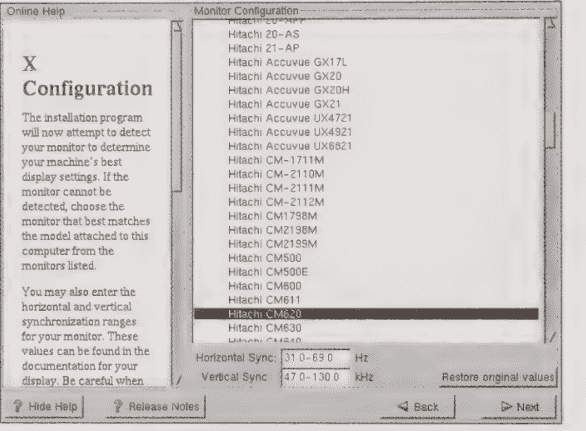 Online Help
X
Configuration
The installation program
will now attempt to detect
your monitor to determine
your machine's best
display settings. If the
monitor cannot be
detected, choose the
monitor that best matches
the model attached to this
computer from the
monitors listed.
You may also enter the
horizontal and vertical
synchronization ranges
for your monitor. These
values can be found in the
documentation for your
display. Be careful when
Monitor Configuration
Hitachi 20-APF
Hitachi 20-AS
Hitachi 21-AP
Hitachi Accuvue GX17L
Hitachi Accuvue GX20
Hitachi Accuvue GX20H
Hitachi Accuvue GX21
Hitachi Accuvue UX4721
Hitachi Accuvue UX4921
Hitachi Accuvue UX6821
Hitachi CM-1711M
Hitachi CM-2110M
Hitachi CM-2111M
Hitachi CM-2112M
Hitachi CM1798M
Hitachi CM2198M
Hitachi CM2199M
Hitachi CM500
Hitachi CM500E
Hitachi CM600
Hitachi CM611
Hitachi CM620
Hitachi CM630
Hitachi CM640
Horizontal Sync: 31.0-69.0 Hz
Vertical Sync: 47.0-130.0 kHz
Restore original values
? Hide Help
? Release Notes
Back
Next